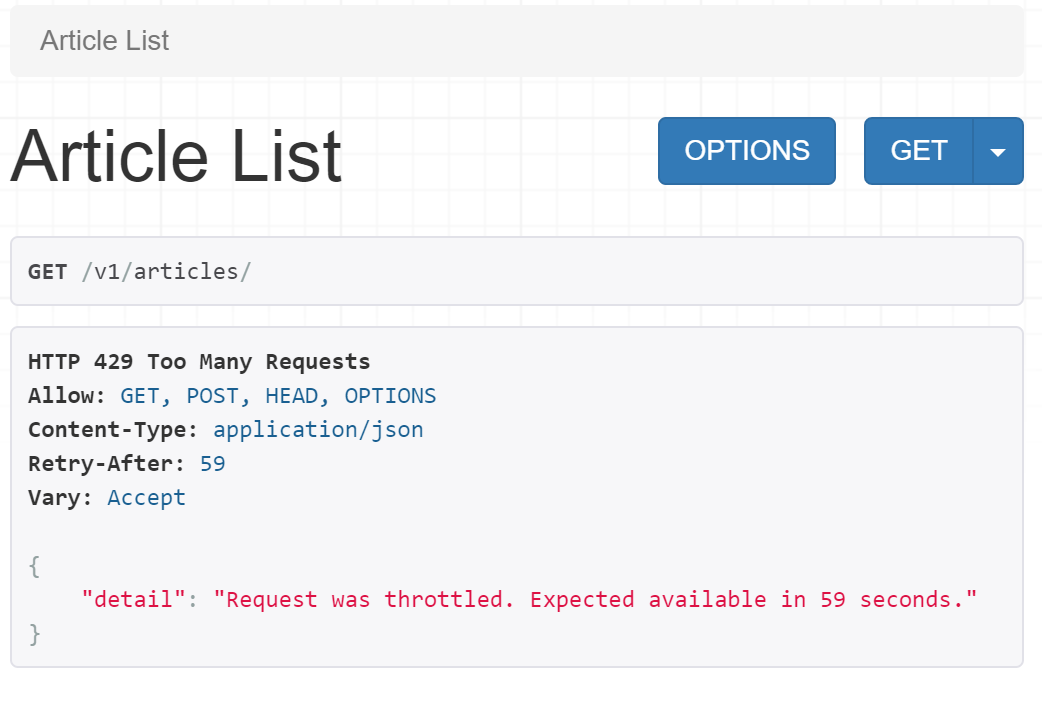 Article List
Article List
OPTIONS
GET
GET /v1/articles/
HTTP 429 Too Many Requests
Allow: GET, POST, HEAD, OPTIONS
Content-Type: application/json
Retry-After: 59
Vary: Accept
{
    "detail": "Request was throttled. Expected available in 59 seconds."
}